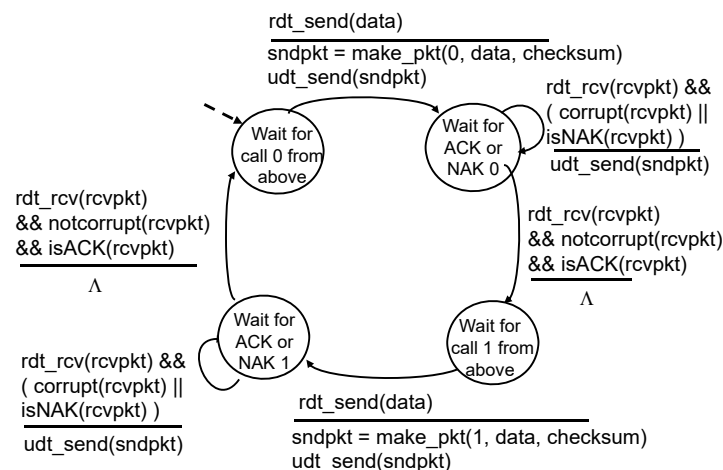 rdt_send(data)
sndpkt = make_pkt(0, data, checksum)
udt_send(sndpkt)
Wait for
call 0 from
above
Wait for
ACK or
NAK 0
rdt_rcv(rcvpkt) &&
( corrupt(rcvpkt) ||
isNAK(rcvpkt) )
udt_send(sndpkt)
rdt_rcv(rcvpkt)
&& notcorrupt(rcvpkt)
&& isACK(rcvpkt)
Λ
rdt_rcv(rcvpkt)
&& notcorrupt(rcvpkt)
&& isACK(rcvpkt)
Λ
Wait for
ACK or
NAK 1
Wait for
call 1 from
above
rdt_rcv(rcvpkt) &&
( corrupt(rcvpkt) ||
isNAK(rcvpkt) )
udt_send(sndpkt)
rdt_send(data)
sndpkt = make_pkt(1, data, checksum)
udt_send(sndpkt)